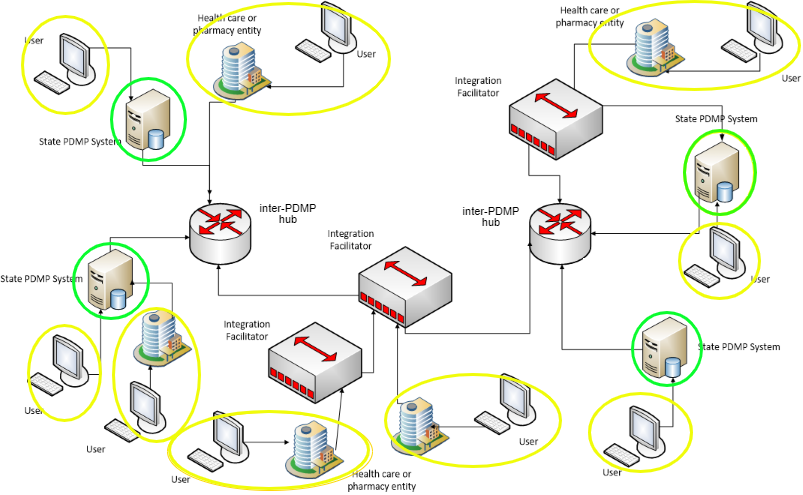 User
Health care or
pharmacy entity
User
State PDMP System
inter-PDMP
hub
Health care or
pharmacy entity
User
Integration
Facilitator
State PDMP System
inter-PDMP
hub
Integration
Facilitator
User
State PDMP System
User
User
Integration
Facilitator
User
Health care or
pharmacy entity
User
State PDMP System
User